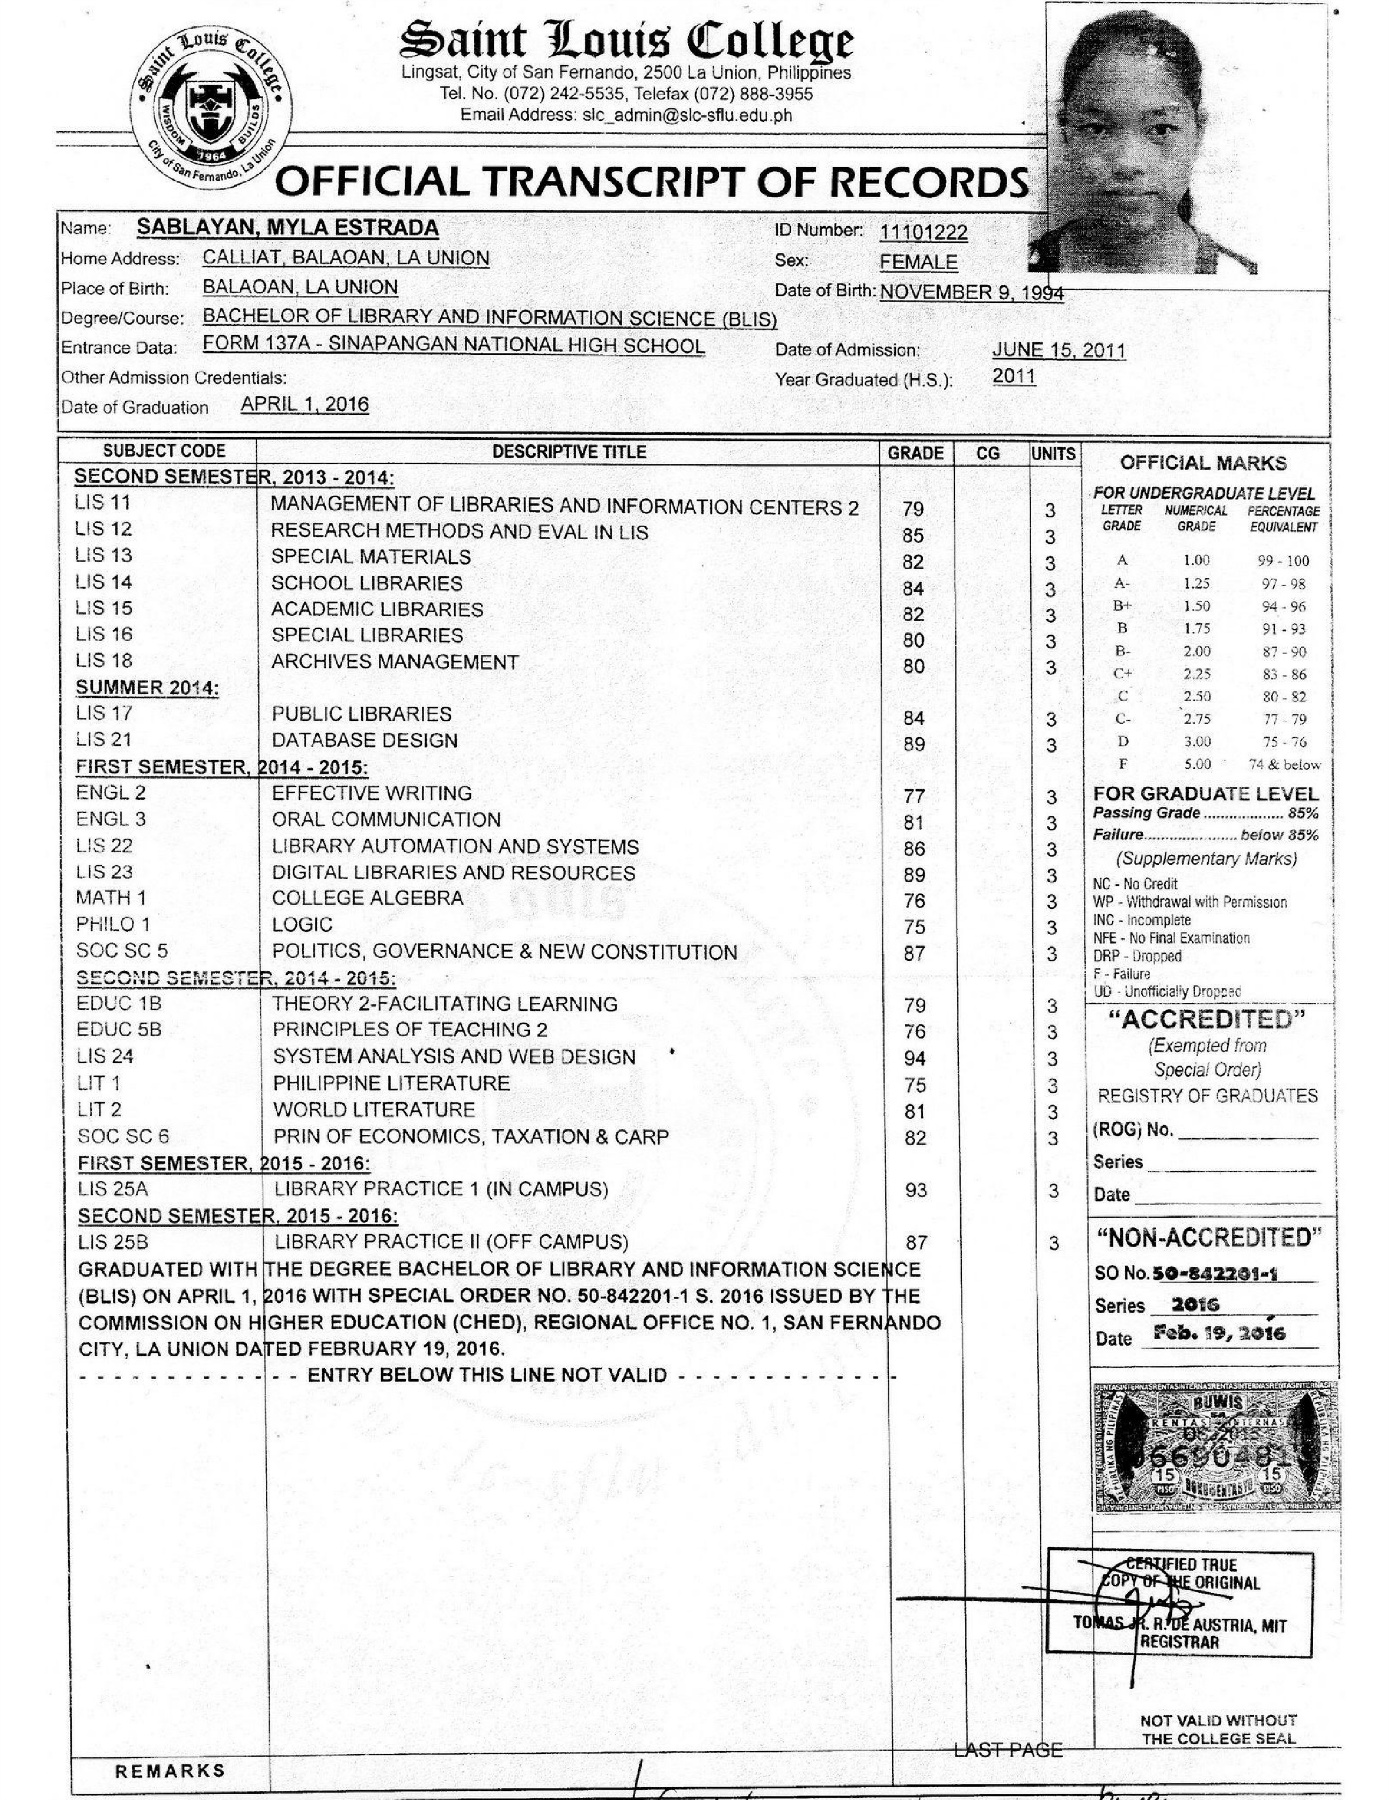 Saint Louis College
Lingsat, City of San Fernando, 2500 La Union, Philippines
Tel. No. (072) 242-5535, Telefax (072) 888-3955
Email Address: slc_admin@slc-sflu.edu.ph
Saint Louis College
WISDOM BUILDS
1964
City of San Fernando, La Union
OFFICIAL TRANSCRIPT OF RECORDS
Name: SABLAYAN, MYLA ESTRADA ID Number: 11101222
Home Address: CALLIAT, BALAOAN, LA UNION Sex: FEMALE
Place of Birth: BALAOAN, LA UNION Date of Birth: NOVEMBER 9, 1994
Degree/Course: BACHELOR OF LIBRARY AND INFORMATION SCIENCE (BLIS)
Entrance Data: FORM 137A - SINAPANGAN NATIONAL HIGH SCHOOL Date of Admission: JUNE 15, 2011
Other Admission Credentials: Year Graduated (H.S.): 2011
Date of Graduation APRIL 1, 2016
SUBJECT CODE DESCRIPTIVE TITLE GRADE CG UNITS
SECOND SEMESTER, 2013 - 2014:
LIS 11 MANAGEMENT OF LIBRARIES AND INFORMATION CENTERS 2 79 3
LIS 12 RESEARCH METHODS AND EVAL IN LIS 85 3
LIS 13 SPECIAL MATERIALS 82 3
LIS 14 SCHOOL LIBRARIES 84 3
LIS 15 ACADEMIC LIBRARIES 82 3
LIS 16 SPECIAL LIBRARIES 80 3
LIS 18 ARCHIVES MANAGEMENT 80 3
SUMMER 2014:
LIS 17 PUBLIC LIBRARIES 84 3
LIS 21 DATABASE DESIGN 89 3
FIRST SEMESTER, 2014 - 2015:
ENGL 2 EFFECTIVE WRITING 77 3
ENGL 3 ORAL COMMUNICATION 81 3
LIS 22 LIBRARY AUTOMATION AND SYSTEMS 86 3
LIS 23 DIGITAL LIBRARIES AND RESOURCES 89 3
MATH 1 COLLEGE ALGEBRA 76 3
PHILO 1 LOGIC 75 3
SOC SC 5 POLITICS, GOVERNANCE & NEW CONSTITUTION 87 3
SECOND SEMESTER, 2014 - 2015:
EDUC 1B THEORY 2-FACILITATING LEARNING 79 3
EDUC 5B PRINCIPLES OF TEACHING 2 76 3
LIS 24 SYSTEM ANALYSIS AND WEB DESIGN 94 3
LIT 1 PHILIPPINE LITERATURE 75 3
LIT 2 WORLD LITERATURE 81 3
SOC SC 6 PRIN OF ECONOMICS, TAXATION & CARP 82 3
FIRST SEMESTER, 2015 - 2016:
LIS 25A LIBRARY PRACTICE 1 (IN CAMPUS) 93 3
SECOND SEMESTER, 2015 - 2016:
LIS 25B LIBRARY PRACTICE II (OFF CAMPUS) 87 3
GRADUATED WITH THE DEGREE BACHELOR OF LIBRARY AND INFORMATION SCIENCE
(BLIS) ON APRIL 1, 2016 WITH SPECIAL ORDER NO. 50-842201-1 S. 2016 ISSUED BY THE
COMMISSION ON HIGHER EDUCATION (CHED), REGIONAL OFFICE NO. 1, SAN FERNANDO
CITY, LA UNION DATED FEBRUARY 19, 2016.
- - - - - - - - - - - - - - ENTRY BELOW THIS LINE NOT VALID - - - - - - - - - - - - -
OFFICIAL MARKS
FOR UNDERGRADUATE LEVEL
LETTER NUMERICAL PERCENTAGE
GRADE GRADE EQUIVALENT
A 1.00 99 - 100
A- 1.25 97 - 98
B+ 1.50 94 - 96
B 1.75 91 - 93
B- 2.00 87 - 90
C+ 2.25 83 - 86
C 2.50 80 - 82
C- 2.75 77 - 79
D 3.00 75 - 76
F 5.00 74 & below
FOR GRADUATE LEVEL
Passing Grade .................. 85%
Failure..................... below 85%
(Supplementary Marks)
NC - No Credit
WP - Withdrawal with Permission
INC - Incomplete
NFE - No Final Examination
DRP - Dropped
F - Failure
UD - Unofficially Dropped
"ACCREDITED"
(Exempted from
Special Order)
REGISTRY OF GRADUATES
(ROG) No.
Series
Date
"NON-ACCREDITED"
SO No. 50-842201-1
Series 2016
Date Feb. 19, 2016
BUWIS
RENTAS INTERNAS
15 15
PISO DOKUMENTARYO PISO
CERTIFIED TRUE
COPY OF THE ORIGINAL
TOMAS JR. R. DE AUSTRIA, MIT
REGISTRAR
NOT VALID WITHOUT
THE COLLEGE SEAL
LAST PAGE
REMARKS